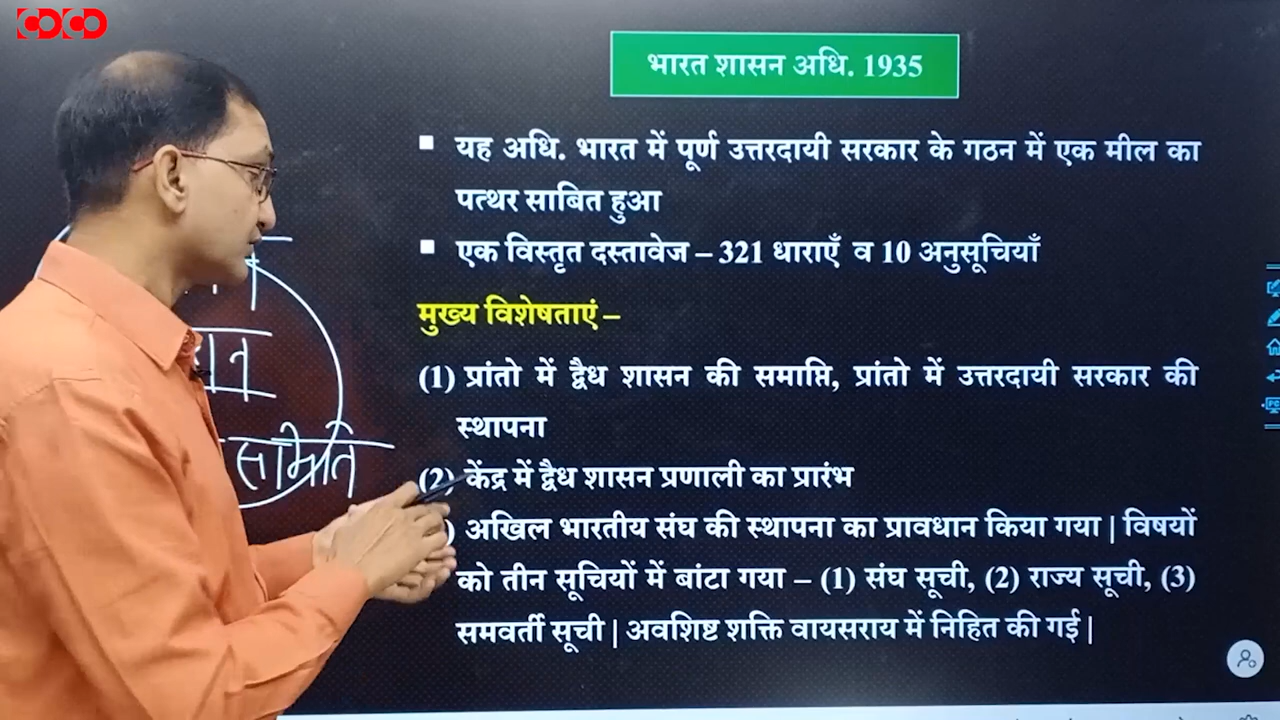 COCO
भारत शासन अधि. 1935
▪ यह अधि. भारत में पूर्ण उत्तरदायी सरकार के गठन में एक मील का
पत्थर साबित हुआ
▪ एक विस्तृत दस्तावेज – 321 धाराएँ व 10 अनुसूचियाँ
मुख्य विशेषताएं –
(1) प्रांतो में द्वैध शासन की समाप्ति, प्रांतो में उत्तरदायी सरकार की
स्थापना
(2) केंद्र में द्वैध शासन प्रणाली का प्रारंभ
) अखिल भारतीय संघ की स्थापना का प्रावधान किया गया | विषयों
को तीन सूचियों में बांटा गया – (1) संघ सूची, (2) राज्य सूची, (3)
समवर्ती सूची | अवशिष्ट शक्ति वायसराय में निहित की गई |